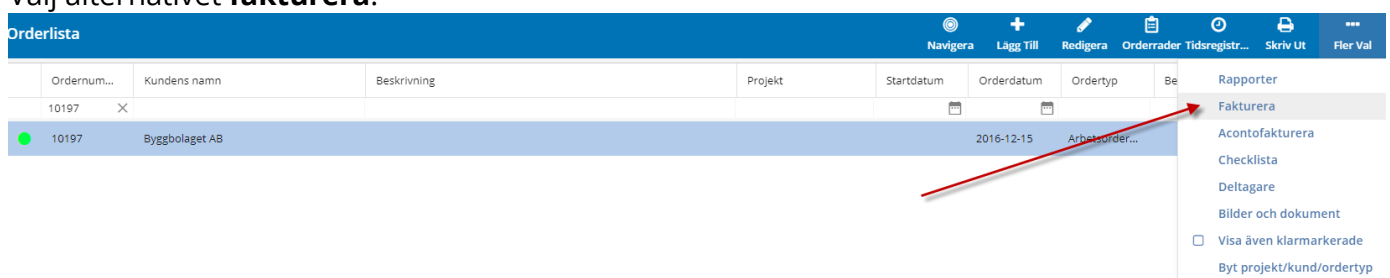 Välj alternativet fakturera.
Orderlista
Navigera Lägg Till Redigera Orderrader Tidsregistr... Skriv Ut Fler Val
Ordernum... Kundens namn Beskrivning Projekt Startdatum Orderdatum Ordertyp Be
10197
10197 Byggbolaget AB 2016-12-15 Arbetsorder...
Rapporter
Fakturera
Acontofakturera
Checklista
Deltagare
Bilder och dokument
Visa även klarmarkerade
Byt projekt/kund/ordertyp